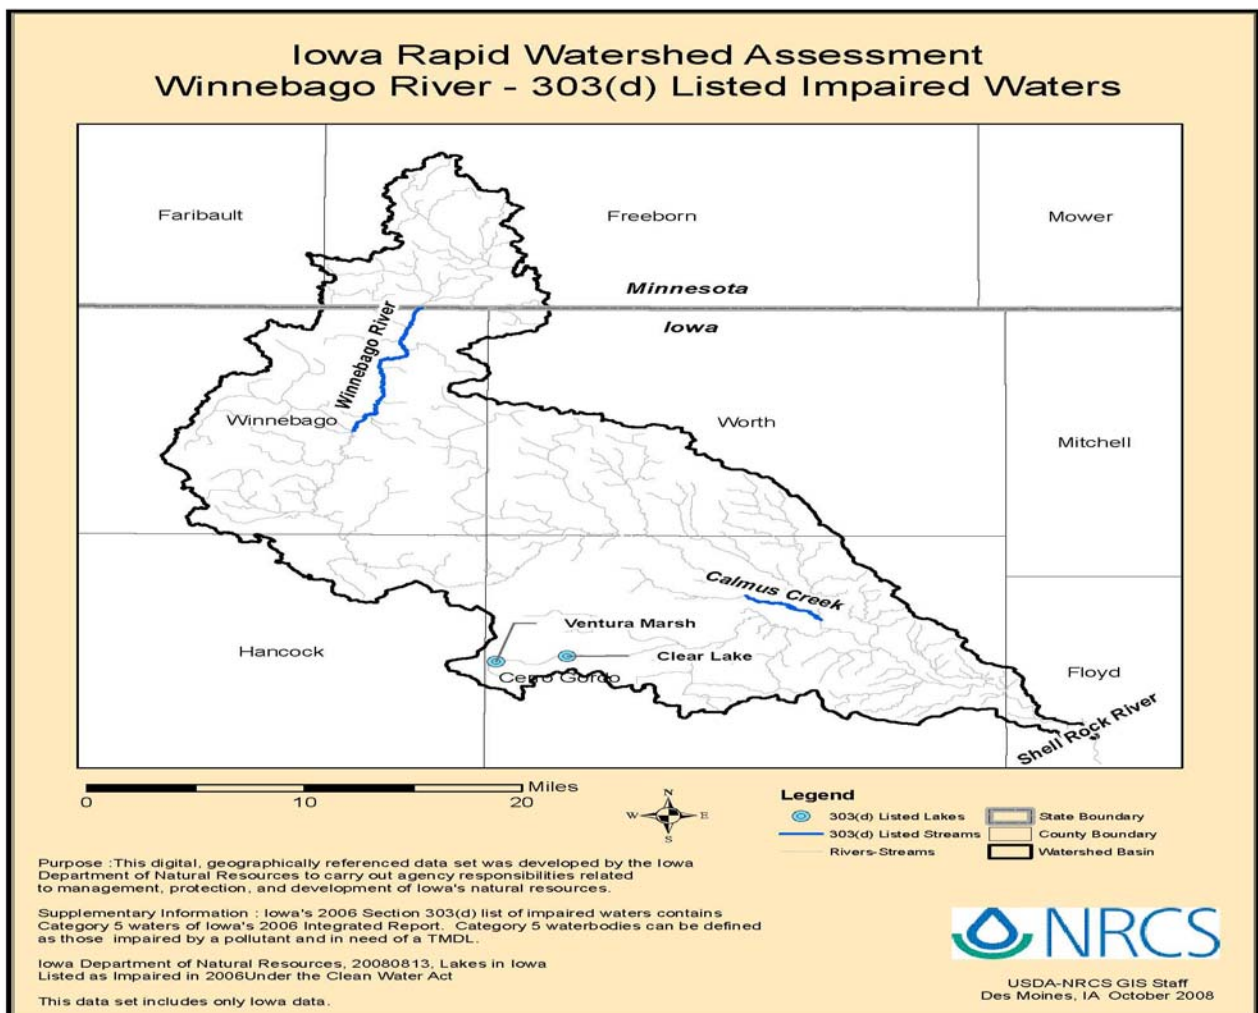 Iowa Rapid Watershed Assessment
Winnebago River - 303(d) Listed Impaired Waters
Faribault
Freeborn
Mower
Minnesota
Iowa
Winnebago River
Winnebago
Worth
Mitchell
Calmus Creek
Ventura Marsh
Hancock
Clear Lake
Cerro Gordo
Floyd
Shell Rock River
Miles
0 10 20
N
W E
S
Legend
303(d) Listed Lakes
303(d) Listed Streams
Rivers-Streams
State Boundary
County Boundary
Watershed Basin
Purpose :This digital, geographically referenced data set was developed by the Iowa
Department of Natural Resources to carry out agency responsibilities related
to management, protection, and development of Iowa's natural resources.
Supplementary Information : Iowa's 2006 Section 303(d) list of impaired waters contains
Category 5 waters of Iowa's 2006 Integrated Report. Category 5 waterbodies can be defined
as those impaired by a pollutant and in need of a TMDL.
Iowa Department of Natural Resources, 20080813, Lakes in Iowa
Listed as Impaired in 2006Under the Clean Water Act
This data set includes only Iowa data.
NRCS
USDA-NRCS GIS Staff
Des Moines, IA October 2008